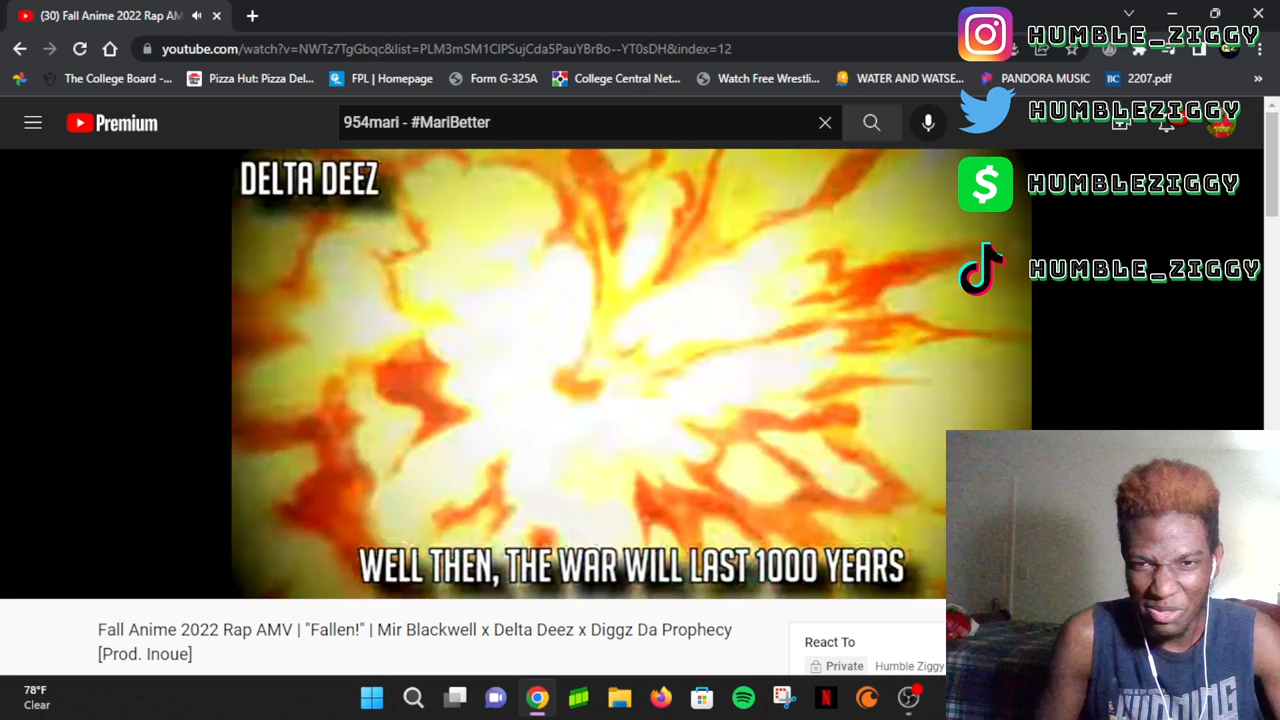 (30) Fall Anime 2022 Rap AM
youtube.com/watch?v=NWTz7TgGbqc&list=PLM3mSM1ClPSujCda5PauYBrBo--YT0sDH&index=12
The College Board -...
Pizza Hut: Pizza Del...
FPL | Homepage
Form G-325A
College Central Net...
Watch Free Wrestli...
WATER AND WATSE...
PANDORA MUSIC
BC
2207.pdf
»
HUMBLE_ZIGGY
HUMBLEZIGGY
HUMBLEZIGGY
HUMBLE_ZIGGY
Premium
954mari - #MariBetter
DELTA DEEZ
WELL THEN, THE WAR WILL LAST 1000 YEARS
Fall Anime 2022 Rap AMV | "Fallen!" | Mir Blackwell x Delta Deez x Diggz Da Prophecy
[Prod. Inoue]
React To
Private Humble Ziggy
78°F
Clear